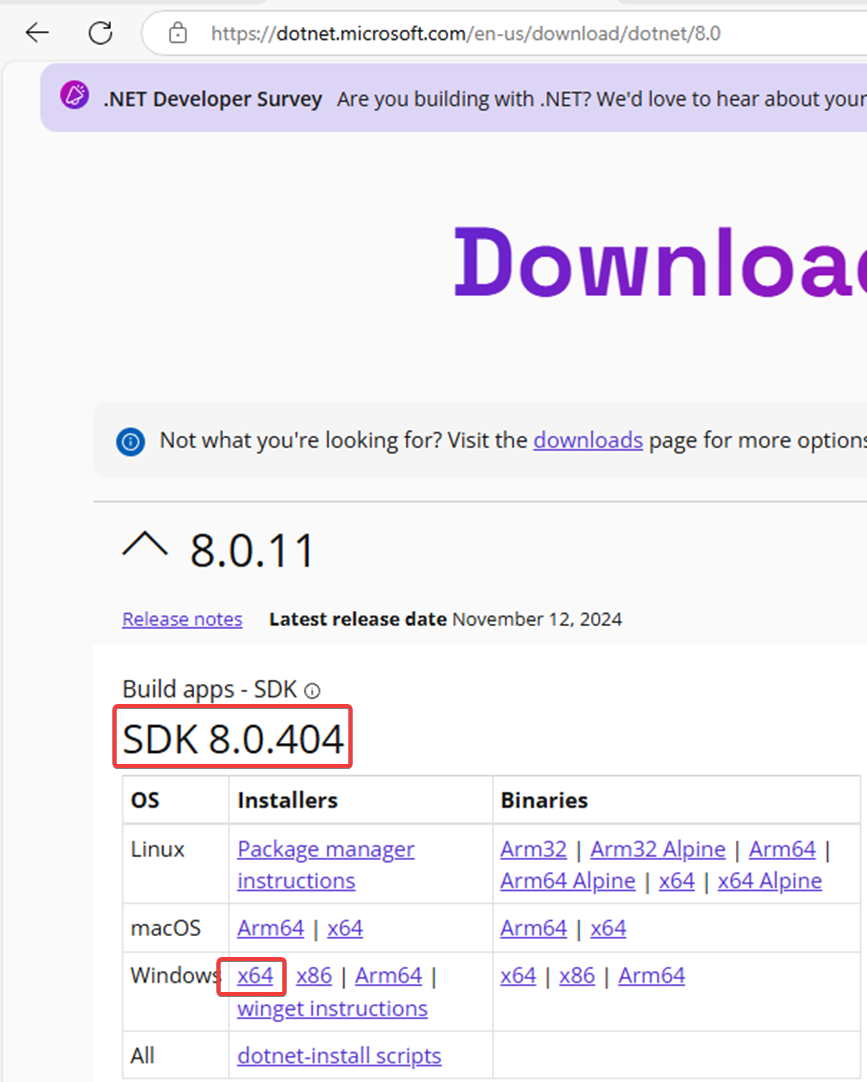 https://dotnet.microsoft.com/en-us/download/dotnet/8.0
.NET Developer Survey Are you building with .NET? We'd love to hear about your
Downloa
Not what you're looking for? Visit the downloads page for more options
8.0.11
Release notes Latest release date November 12, 2024
Build apps - SDK
SDK 8.0.404
OS Installers Binaries
Linux Package manager instructions Arm32 | Arm32 Alpine | Arm64 |
Arm64 Alpine | x64 | x64 Alpine
macOS Arm64 | x64 Arm64 | x64
Windows x64 x86 | Arm64 | x64 | x86 | Arm64
winget instructions
All dotnet-install scripts